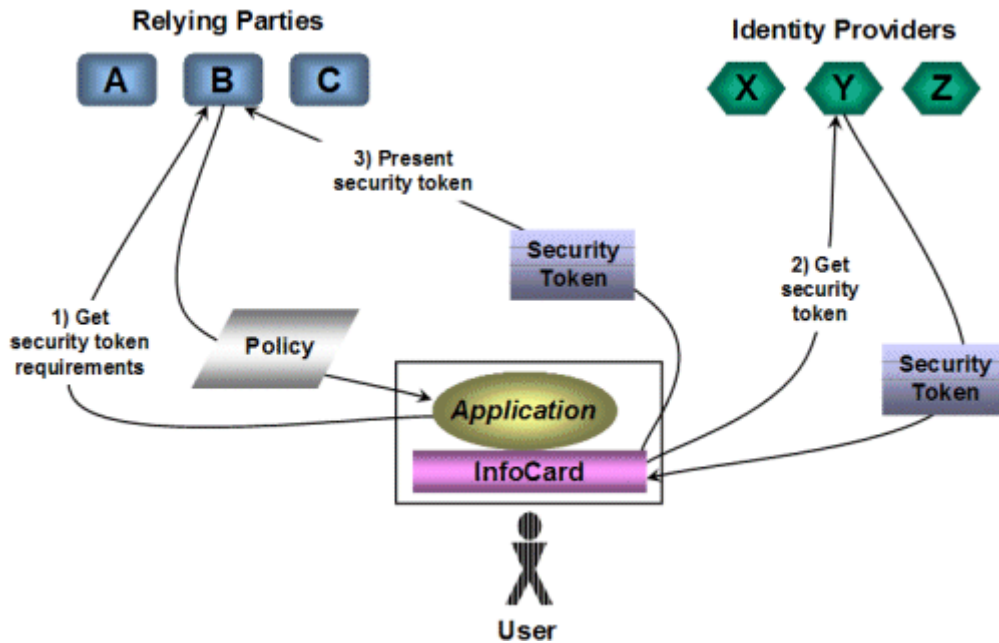 Relying Parties
Identity Providers
A
B
C
X
Y
Z
3) Present
security token
Security
Token
2) Get
security
token
1) Get
security token
requirements
Policy
Security
Token
Application
InfoCard
User